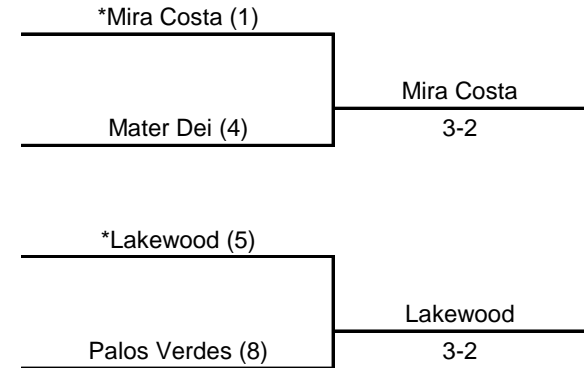 *Mira Costa (1)
Mira Costa
Mater Dei (4)
3-2
*Lakewood (5)
Lakewood
Palos Verdes (8)
3-2